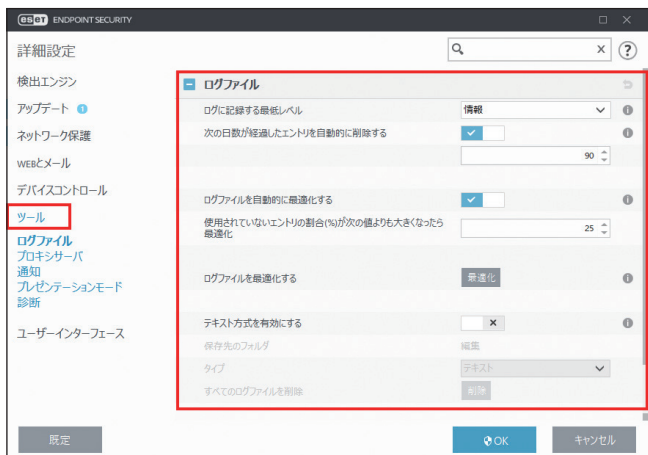 eset ENDPOINT SECURITY
詳細設定
検出エンジン
アップデート 1
ネットワーク保護
WEBとメール
デバイスコントロール
ツール
ログファイル
プロキシサーバ
通知
プレゼンテーションモード
診断
ユーザーインターフェース
ログファイル
ログに記録する最低レベル 情報
次の日数が経過したエントリを自動的に削除する
90
ログファイルを自動的に最適化する
使用されていないエントリの割合(%)が次の値よりも大きくなったら
最適化 25
ログファイルを最適化する 最適化
テキスト方式を有効にする
保存先のフォルダ 編集
タイプ テキスト
すべてのログファイルを削除 削除
既定 OK キャンセル